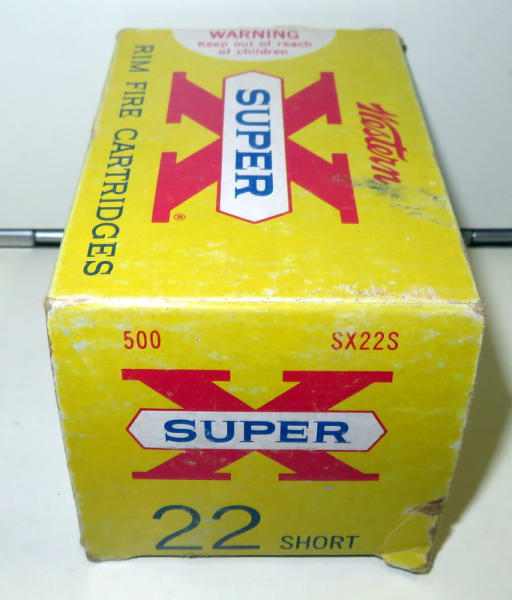 WARNING
Keep out of reach
of children
Western
SUPER
X
®
RIM FIRE CARTRIDGES
500
SX22S
SUPER
X
22 SHORT